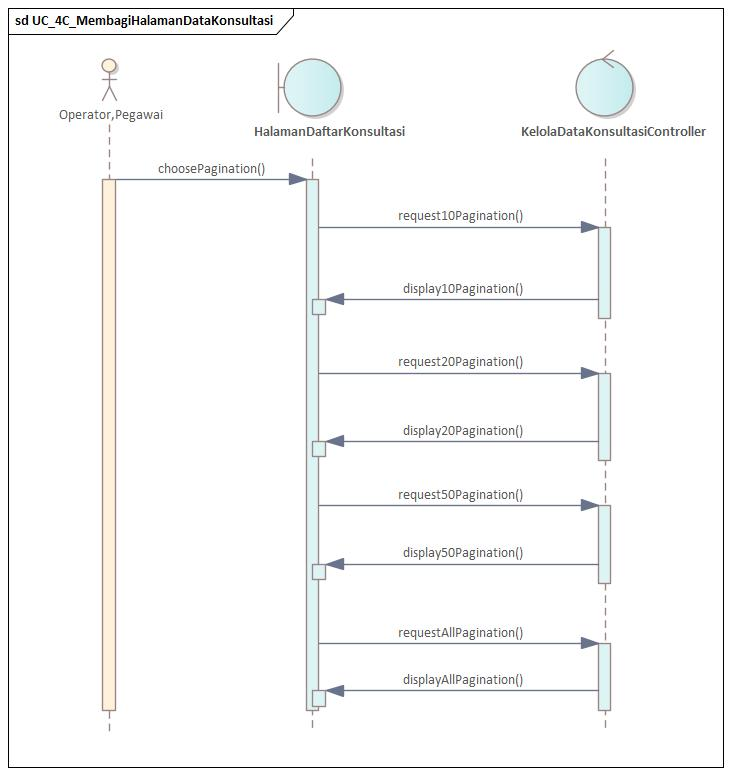 sd UC_4C_MembagiHalamanDataKonsultasi
Operator,Pegawai
HalamanDaftarKonsultasi
KelolaDataKonsultasiController
choosePagination()
request10Pagination()
display10Pagination()
request20Pagination()
display20Pagination()
request50Pagination()
display50Pagination()
requestAllPagination()
displayAllPagination()